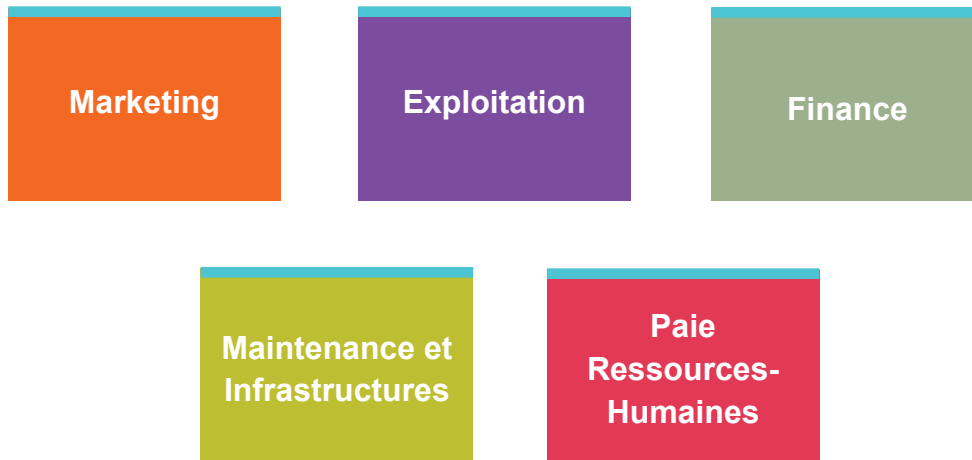 Marketing
Exploitation
Finance
Maintenance et
Infrastructures
Paie
Ressources-
Humaines